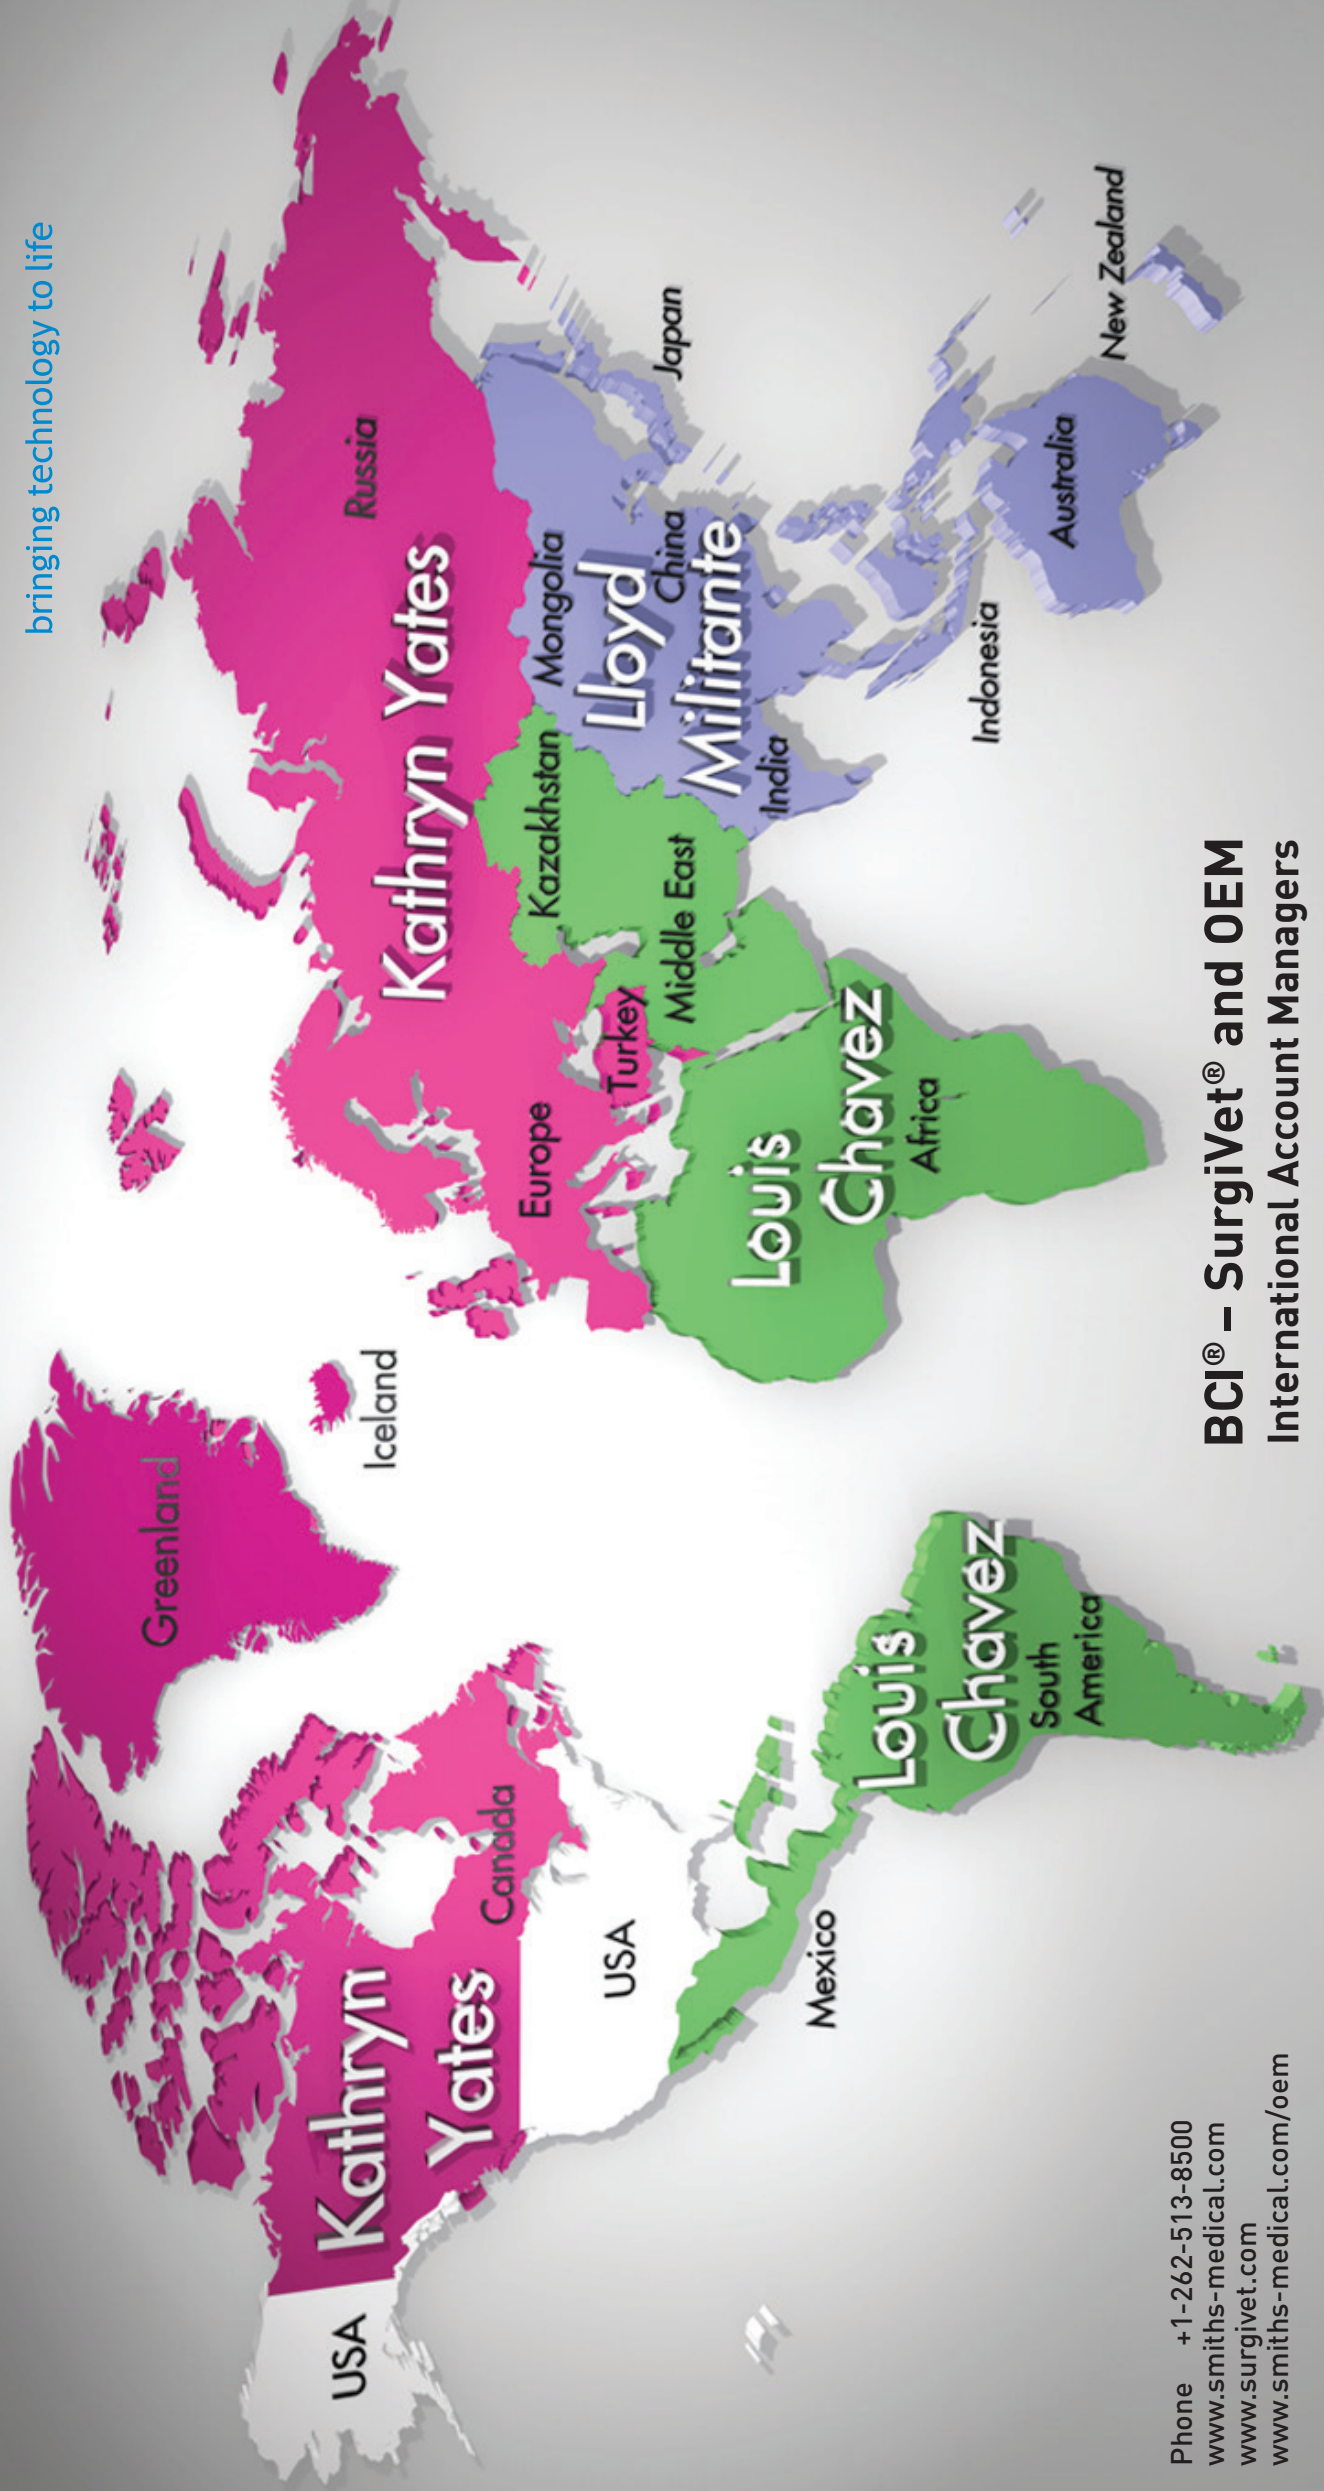 bringing technology to life
Greenland
Iceland
Russia
Kathryn Yates
Kathryn
Yates
Canada
USA
USA
Mexico
Europe
Turkey
Kazakhstan
Middle East
Mongolia
Lloyd
China
Militante
India
Japan
Indonesia
Australia
New Zealand
Louis
Chavez
Africa
Louis
Chavez
South
America
BCI® – SurgiVet® and OEM
International Account Managers
Phone +1-262-513-8500
www.smiths-medical.com
www.surgivet.com
www.smiths-medical.com/oem